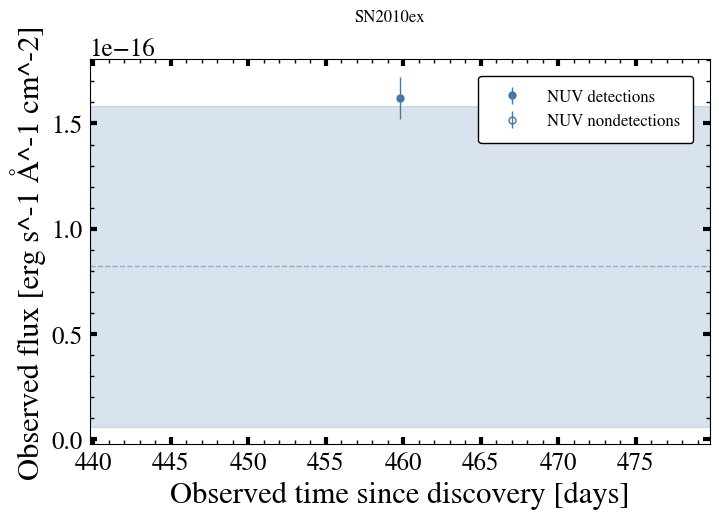 SN2010ex
1e−16
Observed flux [erg s^-1 Å^-1 cm^-2]
1.5
1.0
0.5
0.0
NUV detections
NUV nondetections
440 445 450 455 460 465 470 475
Observed time since discovery [days]